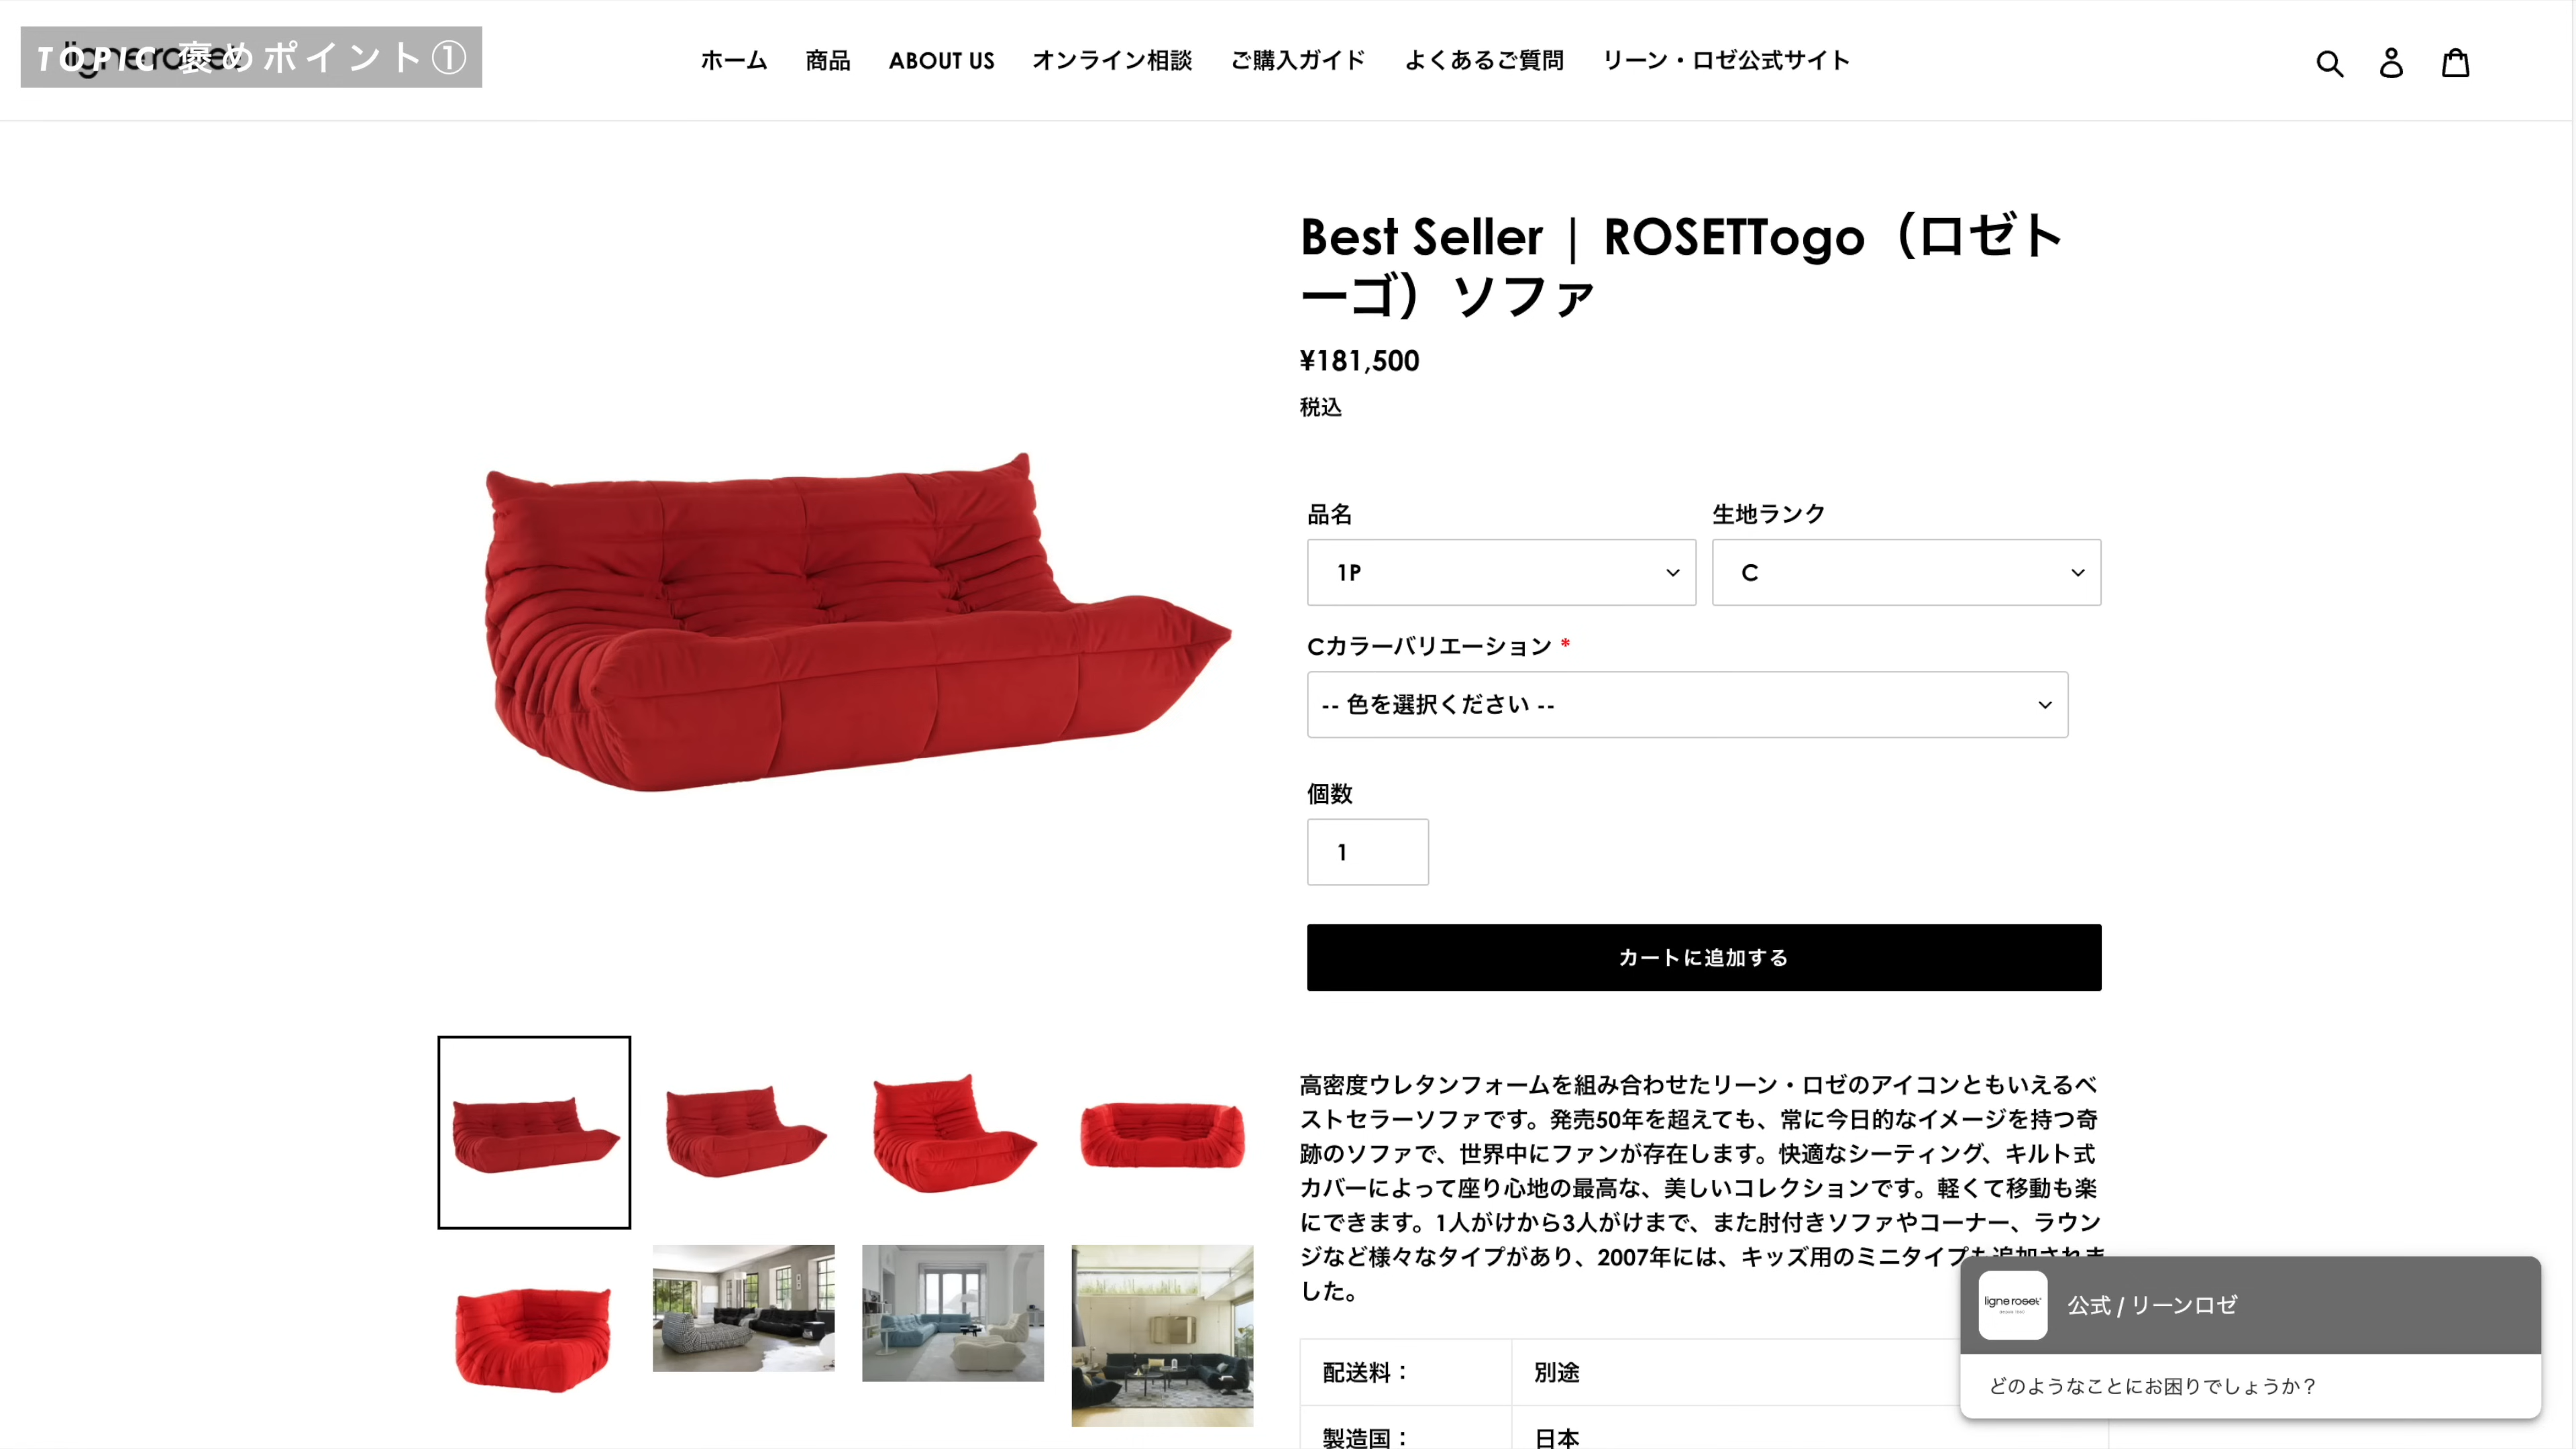 TOPIC 褒めポイント①
ホーム 商品 ABOUT US オンライン相談 ご購入ガイド よくあるご質問 リーン・ロゼ公式サイト
Best Seller | ROSETTogo（ロゼト
ーゴ）ソファ
¥181,500
税込
品名 生地ランク
1P C
Cカラーバリエーション *
-- 色を選択ください --
個数
1
カートに追加する
高密度ウレタンフォームを組み合わせたリーン・ロゼのアイコンともいえるベ
ストセラーソファです。発売50年を超えても、常に今日的なイメージを持つ奇
跡のソファで、世界中にファンが存在します。快適なシーティング、キルト式
カバーによって座り心地の最高な、美しいコレクションです。軽くて移動も楽
にできます。1人がけから3人がけまで、また肘付きソファやコーナー、ラウン
ジなど様々なタイプがあり、2007年には、キッズ用のミニタイプも追加されま
した。
ligne roset
公式 / リーンロゼ
どのようなことにお困りでしょうか？
配送料： 別途
製造国： 日本